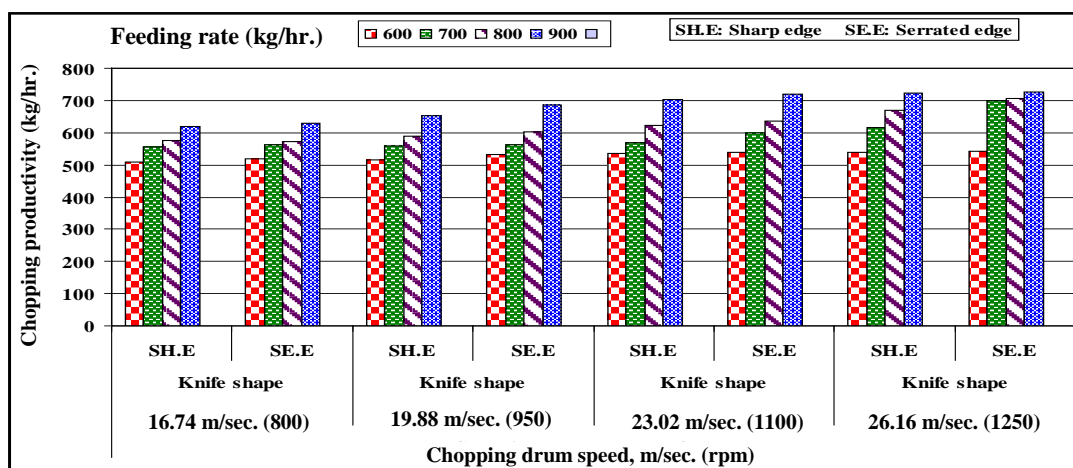 Feeding rate (kg/hr.) 600 700 800 900 SH.E: Sharp edge SE.E: Serrated edge
Chopping productivity (kg/hr.)
800
700
600
500
400
300
200
100
0
SH.E SE.E SH.E SE.E SH.E SE.E SH.E SE.E
Knife shape Knife shape Knife shape Knife shape
16.74 m/sec. (800) 19.88 m/sec. (950) 23.02 m/sec. (1100) 26.16 m/sec. (1250)
Chopping drum speed, m/sec. (rpm)